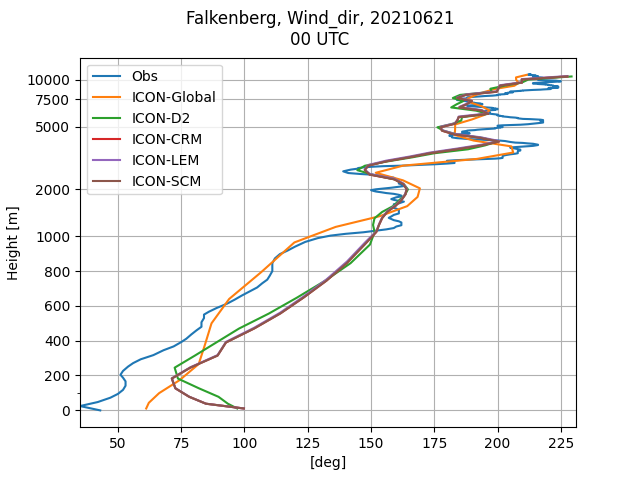 Falkenberg, Wind_dir, 20210621
00 UTC
Obs
ICON-Global
ICON-D2
ICON-CRM
ICON-LEM
ICON-SCM
Height [m]
10000
7500
5000
2000
1000
800
600
400
200
0
50
75
100
125
150
175
200
225
[deg]